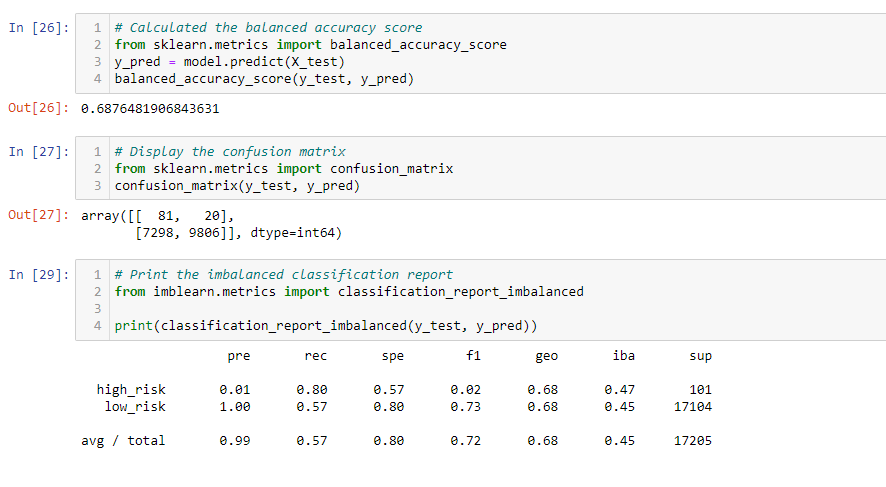 In [26]:
1 # Calculated the balanced accuracy score
2 from sklearn.metrics import balanced_accuracy_score
3 y_pred = model.predict(X_test)
4 balanced_accuracy_score(y_test, y_pred)
Out[26]: 0.6876481906843631
In [27]:
1 # Display the confusion matrix
2 from sklearn.metrics import confusion_matrix
3 confusion_matrix(y_test, y_pred)
Out[27]: array([[  81,   20],
       [7298, 9806]], dtype=int64)
In [29]:
1 # Print the imbalanced classification report
2 from imblearn.metrics import classification_report_imbalanced
3
4 print(classification_report_imbalanced(y_test, y_pred))
pre rec spe f1 geo iba sup
high_risk 0.01 0.80 0.57 0.02 0.68 0.47 101
low_risk 1.00 0.57 0.80 0.73 0.68 0.45 17104
avg / total 0.99 0.57 0.80 0.72 0.68 0.45 17205